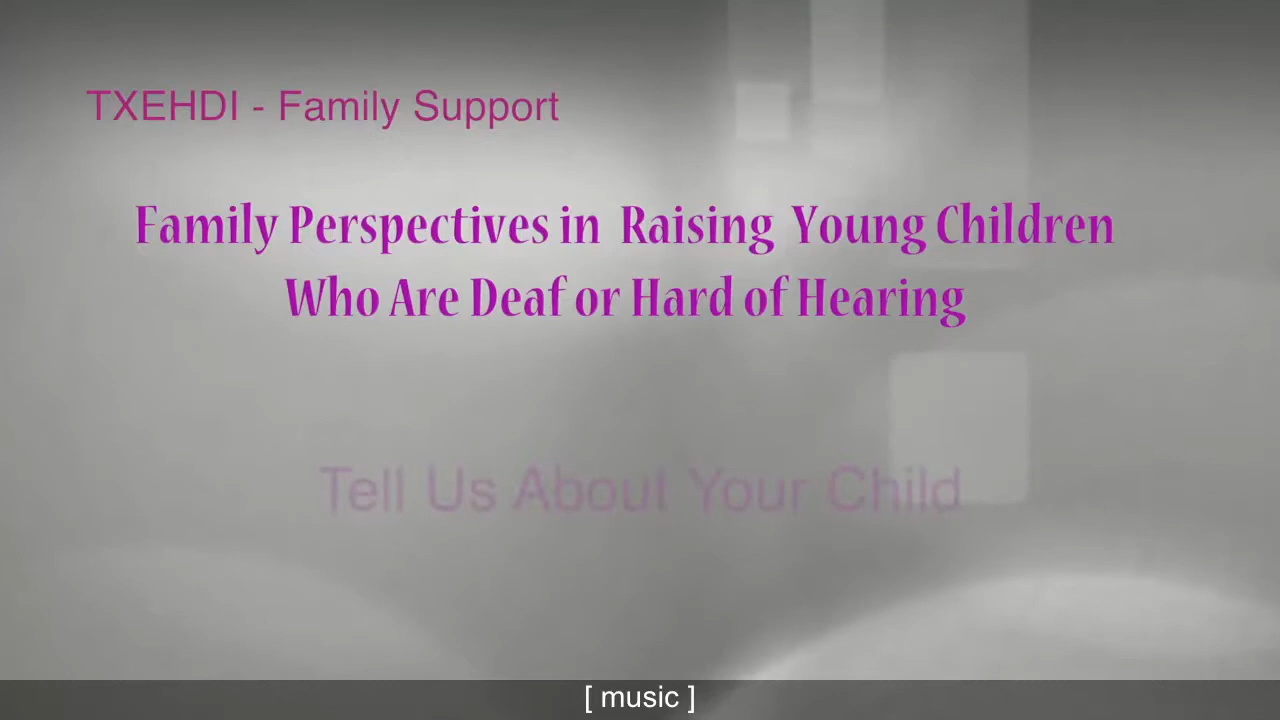 TXEHDI - Family Support
Family Perspectives in Raising Young Children
Who Are Deaf or Hard of Hearing
Tell Us About Your Child
[ music ]